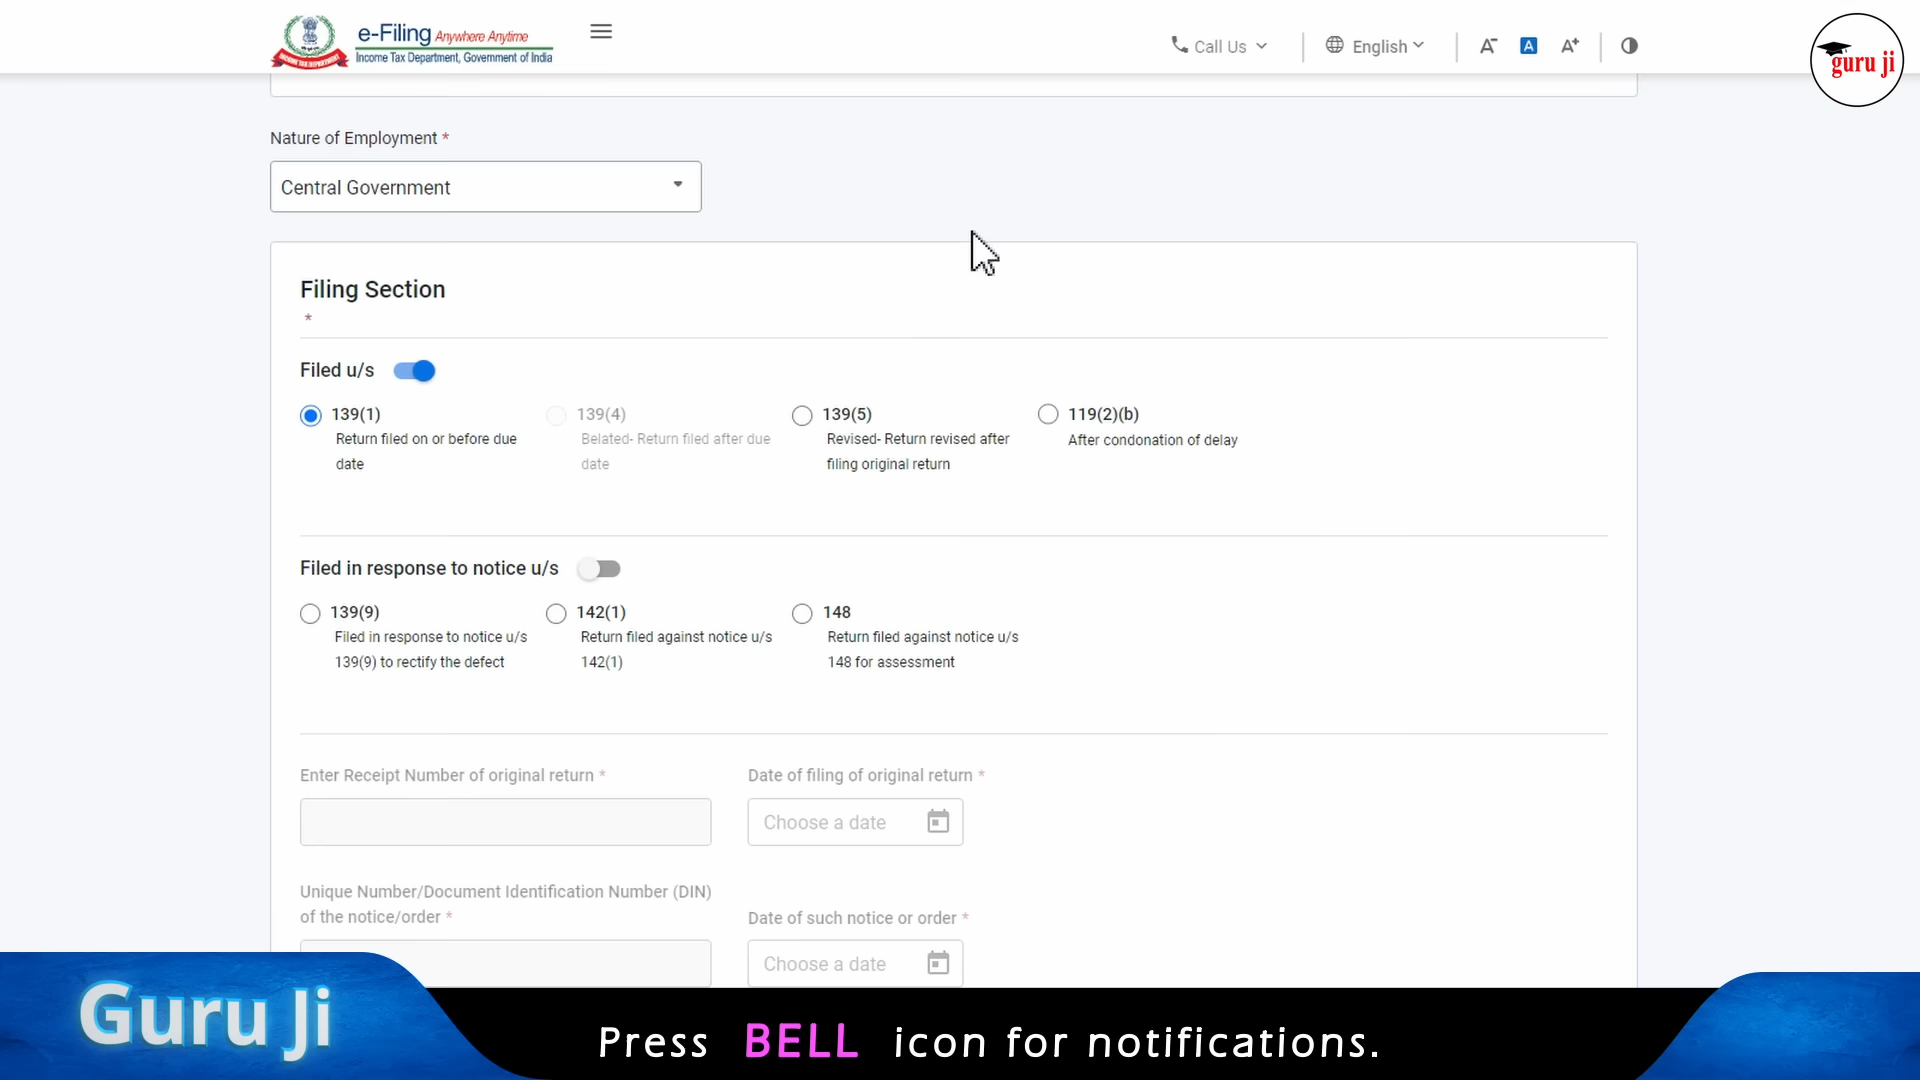 e-Filing Anywhere Anytime
Income Tax Department, Government of India
Call Us
English
A- A A+
guru ji
Nature of Employment *
Central Government
Filing Section
*
Filed u/s
139(1)
Return filed on or before due
date
139(4)
Belated- Return filed after due
date
139(5)
Revised- Return revised after
filing original return
119(2)(b)
After condonation of delay
Filed in response to notice u/s
139(9)
Filed in response to notice u/s
139(9) to rectify the defect
142(1)
Return filed against notice u/s
142(1)
148
Return filed against notice u/s
148 for assessment
Enter Receipt Number of original return *
Date of filing of original return *
Choose a date
Unique Number/Document Identification Number (DIN)
of the notice/order *
Date of such notice or order *
Choose a date
Guru Ji
Press BELL icon for notifications.